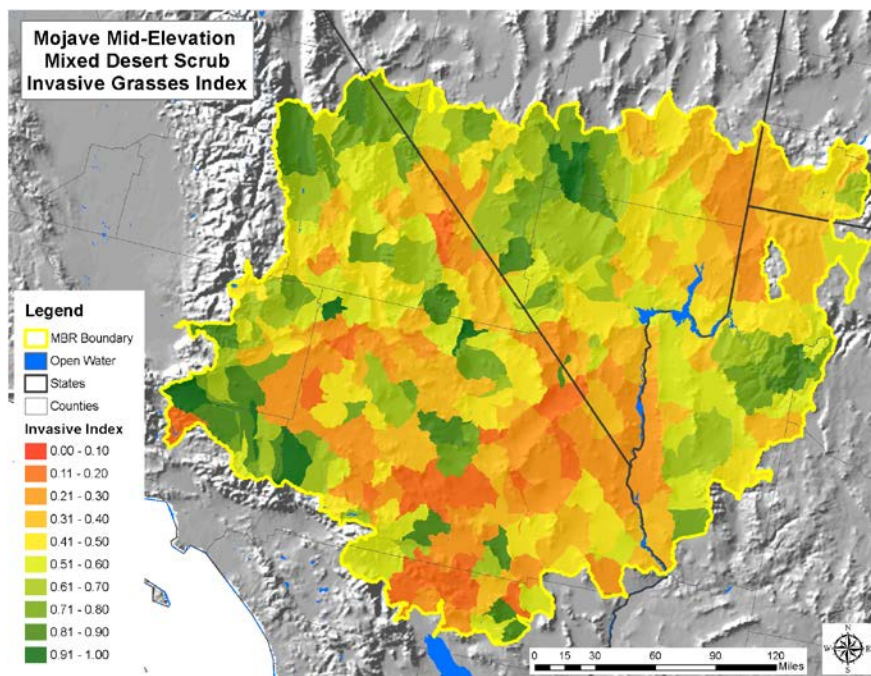 Mojave Mid-Elevation
Mixed Desert Scrub
Invasive Grasses Index
Legend
MBR Boundary
Open Water
States
Counties
Invasive Index
0.00 - 0.10
0.11 - 0.20
0.21 - 0.30
0.31 - 0.40
0.41 - 0.50
0.51 - 0.60
0.61 - 0.70
0.71 - 0.80
0.81 - 0.90
0.91 - 1.00
0 15 30 60 90 120
Miles
N
W E
S